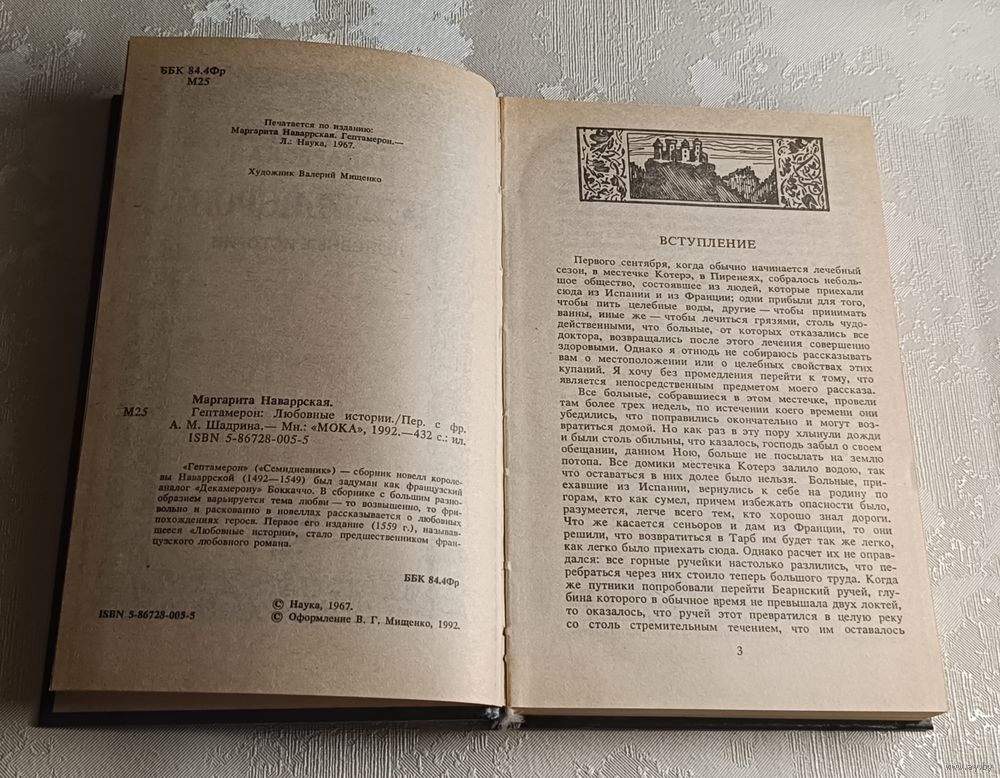 ББК 84.4Фр
М25
Печатается по изданию:
Маргарита Наваррская. Гептамерон.—
Л.: Наука, 1967.
Художник Валерий Мищенко
Маргарита Наваррская.
М25 Гептамерон: Любовные истории./Пер. с фр.
А. М. Шадрина.— Мн.: «МОКА», 1992.—432 с.: ил.
ISBN 5-86728-005-5
«Гептамерон» («Семидневник») — сборник новелл короле-
вы Наваррской (1492—1549) был задуман как французский
аналог «Декамерону» Боккаччо. В сборнике с большим разно-
образием варьируется тема любви — то возвышенно, то фри-
вольно и раскованно в новеллах рассказывается о любовных
похождениях героев. Первое его издание (1559 г.), называв-
шееся «Любовные истории», стало предшественником фран-
цузского любовного романа.
ББК 84.4Фр
ISBN 5-86728-005-5
© Наука, 1967.
© Оформление В. Г. Мищенко, 1992.
ВСТУПЛЕНИЕ
Первого сентября, когда обычно начинается лечебный
сезон, в местечке Котерэ, в Пиренеях, собралось неболь-
шое общество, состоявшее из людей, которые приехали
сюда из Испании и из Франции; одни прибыли для того,
чтобы пить целебные воды, другие — чтобы принимать
ванны, иные же — чтобы лечиться грязями, столь чудо-
действенными, что больные, от которых отказались все
доктора, возвращались после этого лечения совершенно
здоровыми. Однако я отнюдь не собираюсь рассказывать
вам о местоположении или о целебных свойствах этих
купаний. Я хочу без промедления перейти к тому, что
является непосредственным предметом моего рассказа.
Все больные, собравшиеся в этом местечке, провели
там более трех недель, по истечении коего времени они
убедились, что поправились окончательно и могут воз-
вратиться домой. Но как раз в эту пору хлынули дожди
и были столь обильны, что казалось, господь забыл о своем
обещании, данном Ною, больше не посылать на землю
потопа. Все домики местечка Котерэ залило водою, так
что оставаться в них долее было нельзя. Больные, при-
ехавшие из Испании, вернулись к себе на родину по
горам, кто как сумел, причем избежать опасности было,
разумеется, легче всего тем, кто хорошо знал дороги.
Что же касается сеньоров и дам из Франции, то они
решили, что возвратиться в Тарб им будет так же легко,
как легко было приехать сюда. Однако расчет их не оправ-
дался: все горные ручейки настолько разлились, что пе-
ребраться через них стоило теперь большого труда. Когда
же путники попробовали перейти Беарнский ручей, глу-
бина которого в обычное время не превышала двух локтей,
то оказалось, что ручей этот превратился в целую реку
со столь стремительным течением, что им оставалось
3